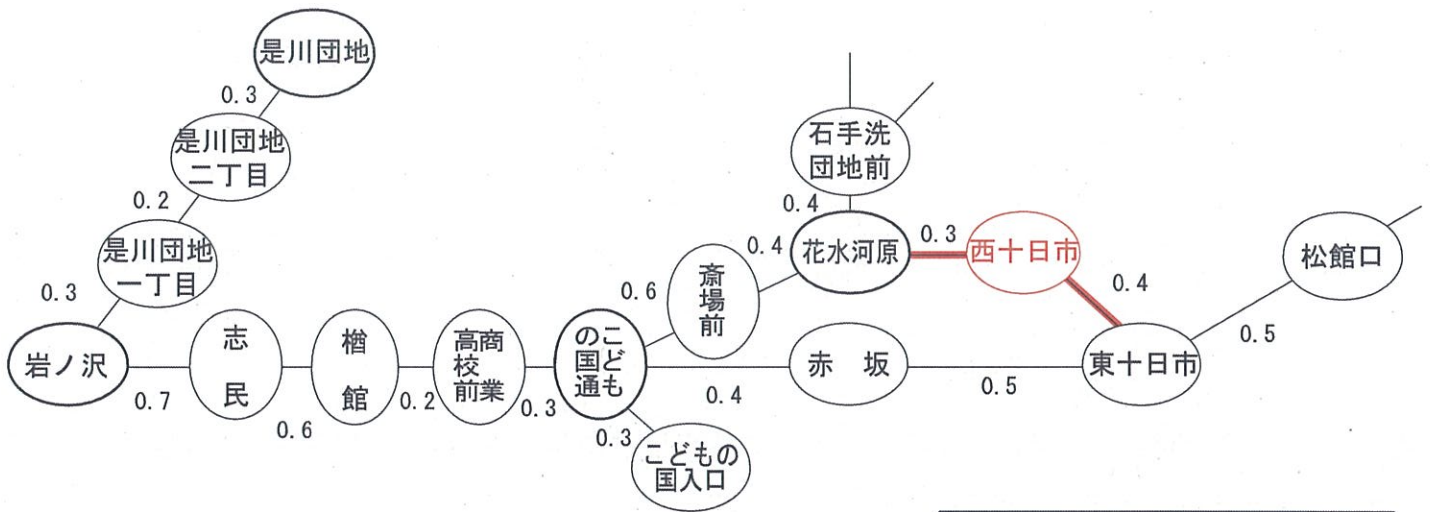 是川団地
0.3
是川団地
二丁目
0.2
是川団地
一丁目
0.3
岩ノ沢
0.7
志民
0.6
楢館
0.2
商業
高校前
0.3
こども
の国通
0.3
こどもの
国入口
0.6
斎場前
0.4
花水河原
0.4
石手洗
団地前
0.3
西十日市
0.4
東十日市
0.5
松館口
0.4
赤坂
0.5